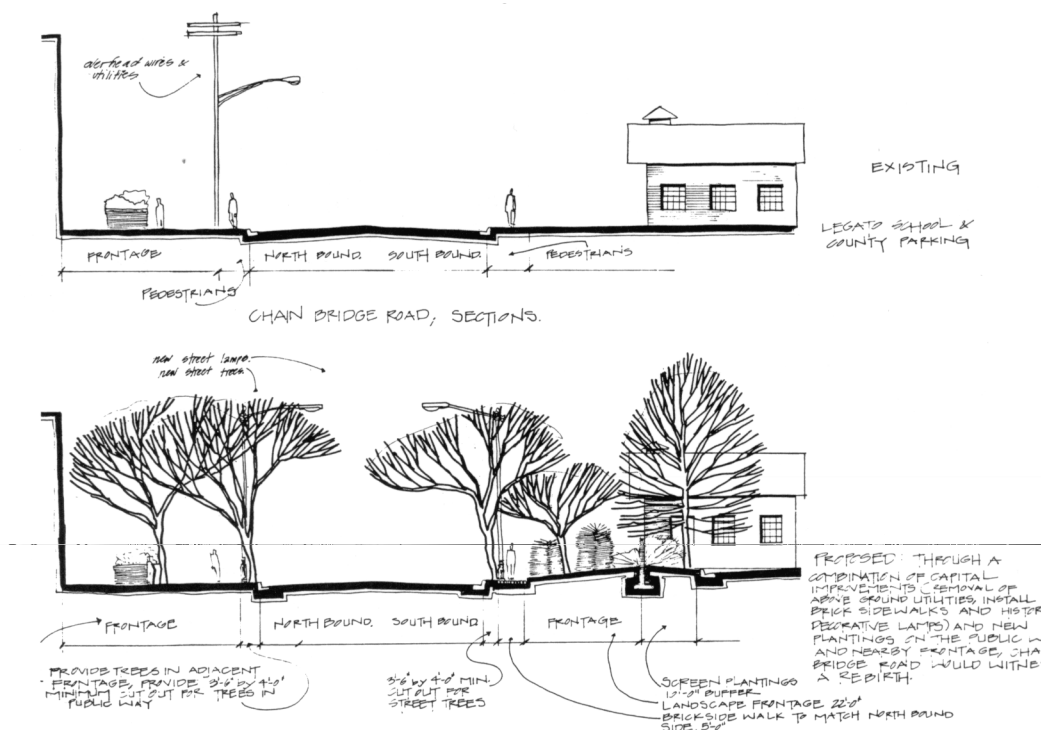 overhead wires &
utilities
EXISTING
LEGATO SCHOOL &
COUNTY PARKING
FRONTAGE
NORTH BOUND.
SOUTH BOUND.
PEDESTRIANS
PEDESTRIANS
CHAIN BRIDGE ROAD, SECTIONS.
new street lamps.
new street trees.
PROPOSED: THROUGH A
COMBINATION OF CAPITAL
IMPROVEMENTS (REMOVAL OF
ABOVE GROUND UTILITIES, INSTALL
BRICK SIDEWALKS AND HISTOR
DECORATIVE LAMPS) AND NEW
PLANTINGS ON THE PUBLIC W
AND NEARBY FRONTAGE, CHA
BRIDGE ROAD WOULD WITNE
A REBIRTH.
FRONTAGE
NORTH BOUND.
SOUTH BOUND
FRONTAGE
PROVIDE TREES IN ADJACENT
FRONTAGE, PROVIDE 3'-6" BY 4'-0"
MINIMUM CUT OUT FOR TREES IN
PUBLIC WAY
3'-6" BY 4'-0" MIN.
CUT OUT FOR
STREET TREES
SCREEN PLANTINGS
BUFFER
LANDSCAPE FRONTAGE 22'-0"
BRICK SIDE WALK TO MATCH NORTH BOUND
SIDE. 5'-0"